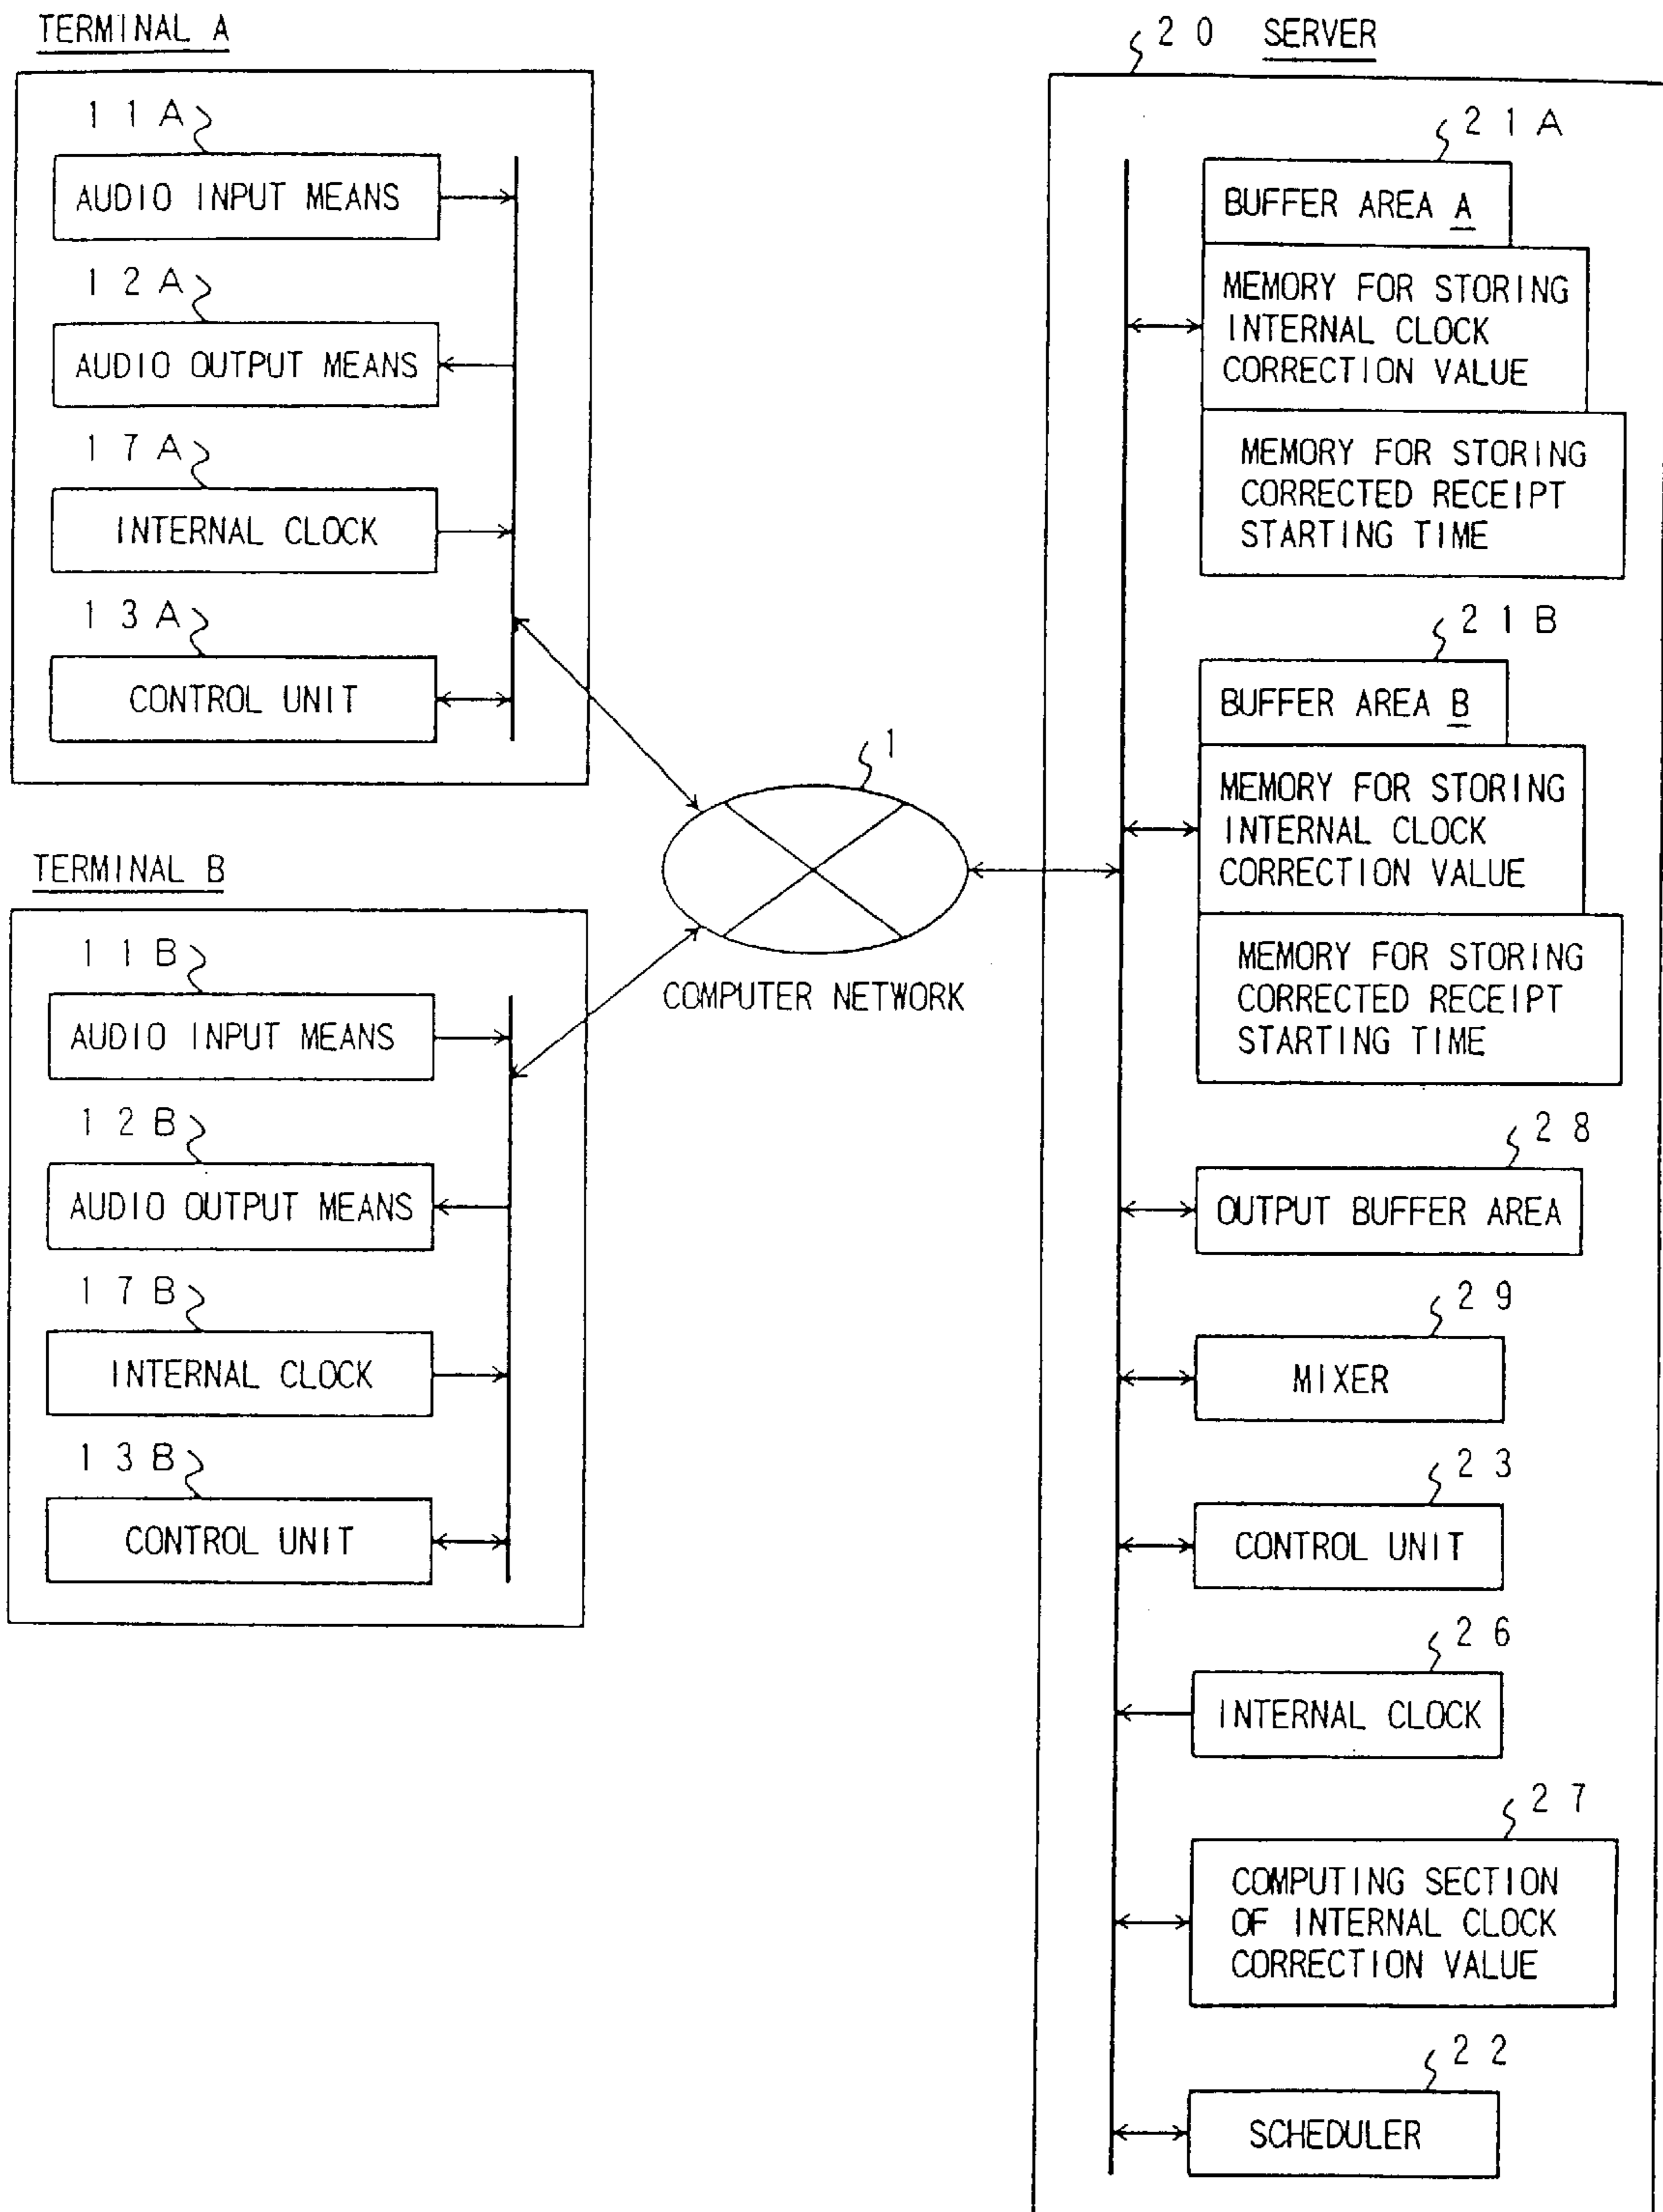 TERMINAL A
11A
AUDIO INPUT MEANS
12A
AUDIO OUTPUT MEANS
17A
INTERNAL CLOCK
13A
CONTROL UNIT
TERMINAL B
11B
AUDIO INPUT MEANS
12B
AUDIO OUTPUT MEANS
17B
INTERNAL CLOCK
13B
CONTROL UNIT
1
COMPUTER NETWORK
20 SERVER
21A
BUFFER AREA A
MEMORY FOR STORING
INTERNAL CLOCK
CORRECTION VALUE
MEMORY FOR STORING
CORRECTED RECEIPT
STARTING TIME
21B
BUFFER AREA B
MEMORY FOR STORING
INTERNAL CLOCK
CORRECTION VALUE
MEMORY FOR STORING
CORRECTED RECEIPT
STARTING TIME
28
OUTPUT BUFFER AREA
29
MIXER
23
CONTROL UNIT
26
INTERNAL CLOCK
27
COMPUTING SECTION
OF INTERNAL CLOCK
CORRECTION VALUE
22
SCHEDULER